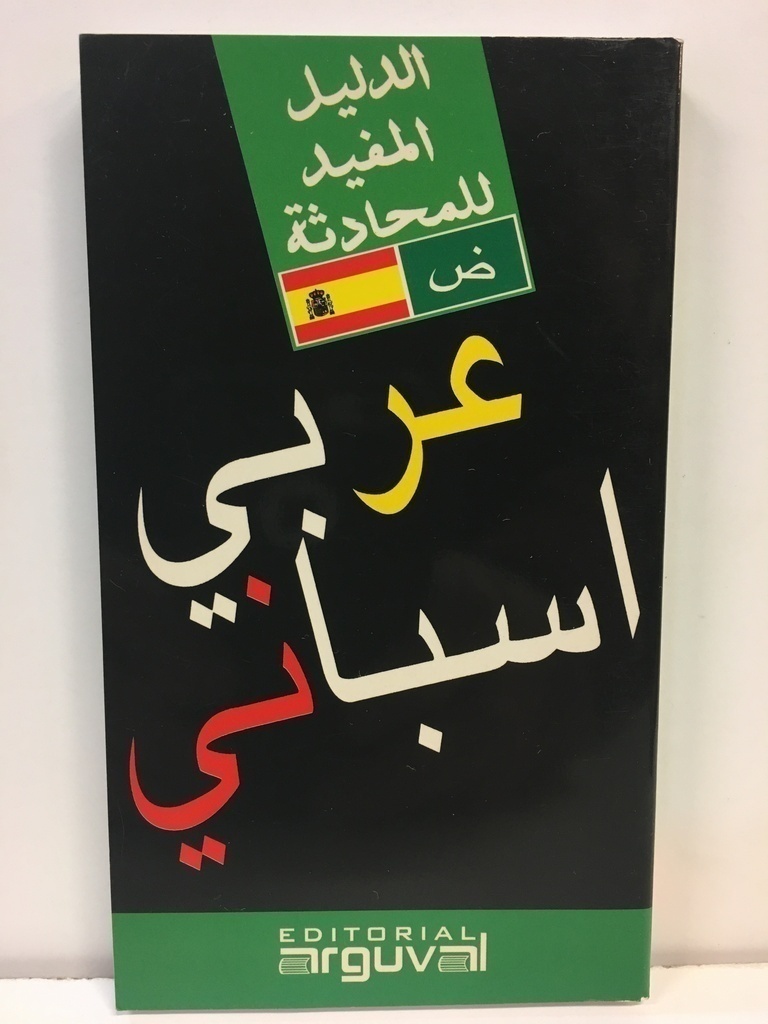 الدليل
المفيد
للمحادثة
ض
عربي
اسباني
EDITORIAL
arguval